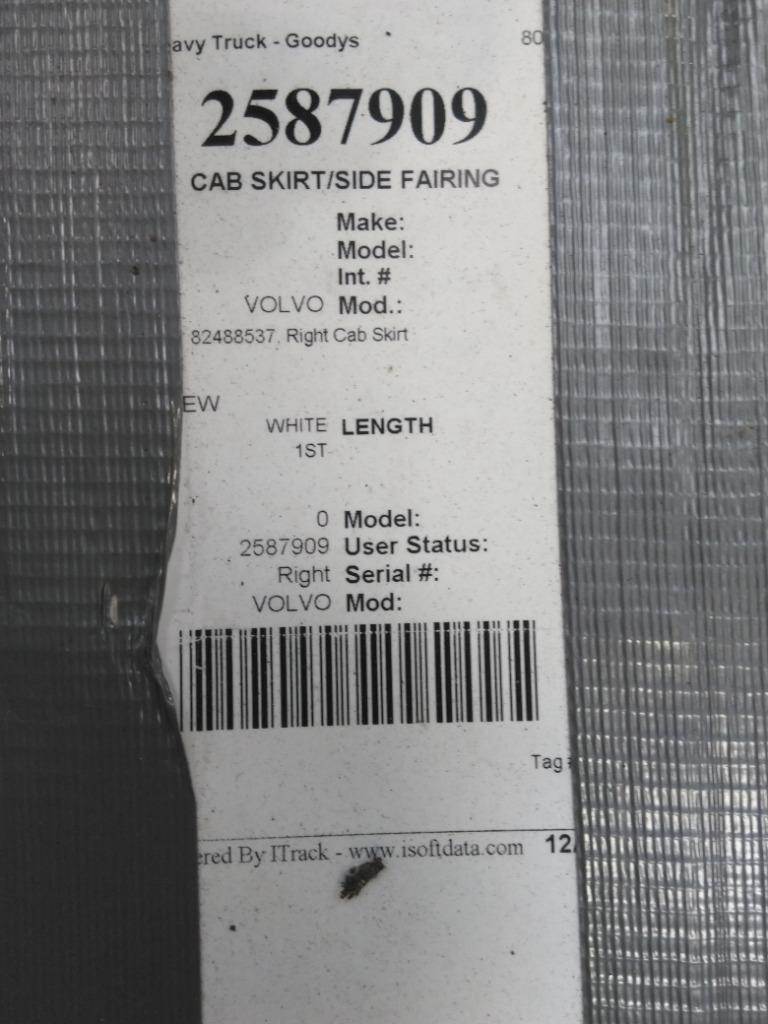 avy Truck - Goodys 80
2587909
CAB SKIRT/SIDE FAIRING
Make:
Model:
Int. #
VOLVO Mod.:
82488537, Right Cab Skirt
EW
WHITE LENGTH
1ST
0 Model:
2587909 User Status:
Right Serial #:
VOLVO Mod:
Tag #
ered By ITrack - www.isoftdata.com 12/